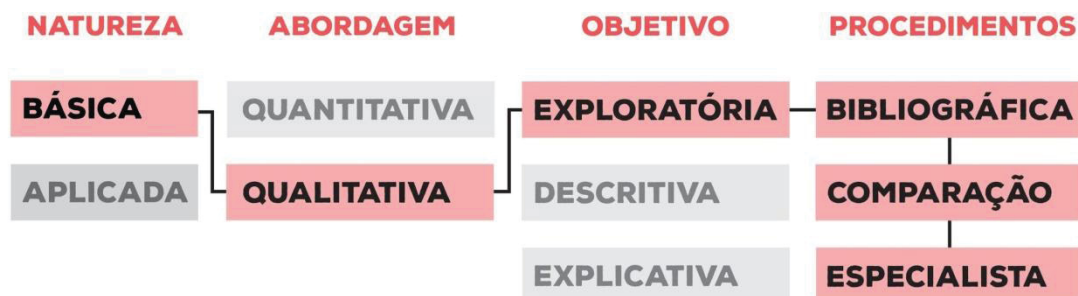 NATUREZA
ABORDAGEM
OBJETIVO
PROCEDIMENTOS
BÁSICA
QUANTITATIVA
EXPLORATÓRIA
BIBLIOGRÁFICA
APLICADA
QUALITATIVA
DESCRITIVA
COMPARAÇÃO
EXPLICATIVA
ESPECIALISTA